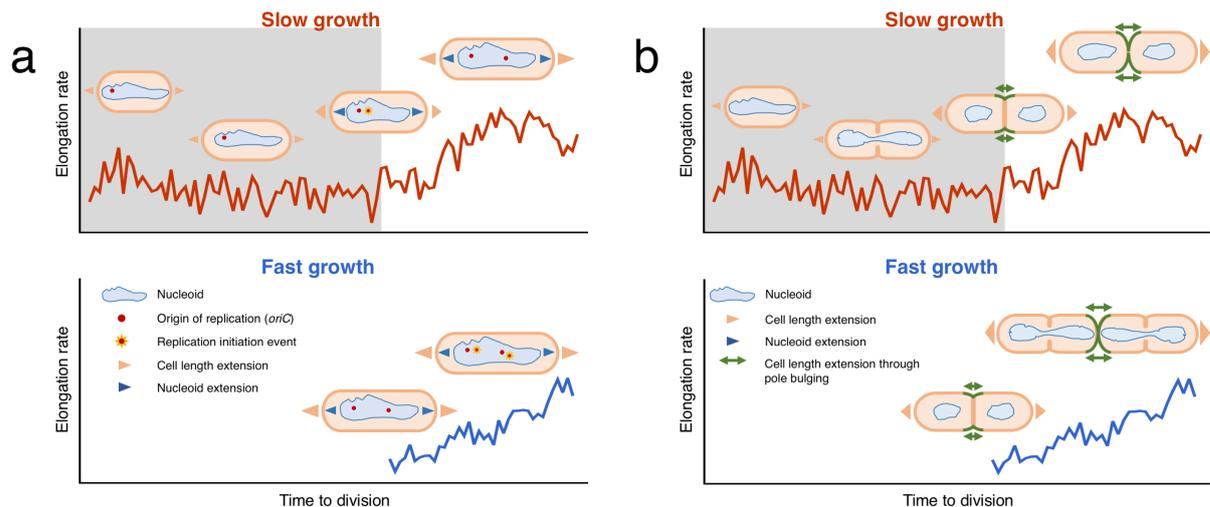 a
Slow growth
Elongation rate
Fast growth
Nucleoid
Origin of replication (oriC)
Replication initiation event
Cell length extension
Nucleoid extension
Elongation rate
Time to division
b
Slow growth
Elongation rate
Fast growth
Nucleoid
Cell length extension
Nucleoid extension
Cell length extension through
pole bulging
Elongation rate
Time to division